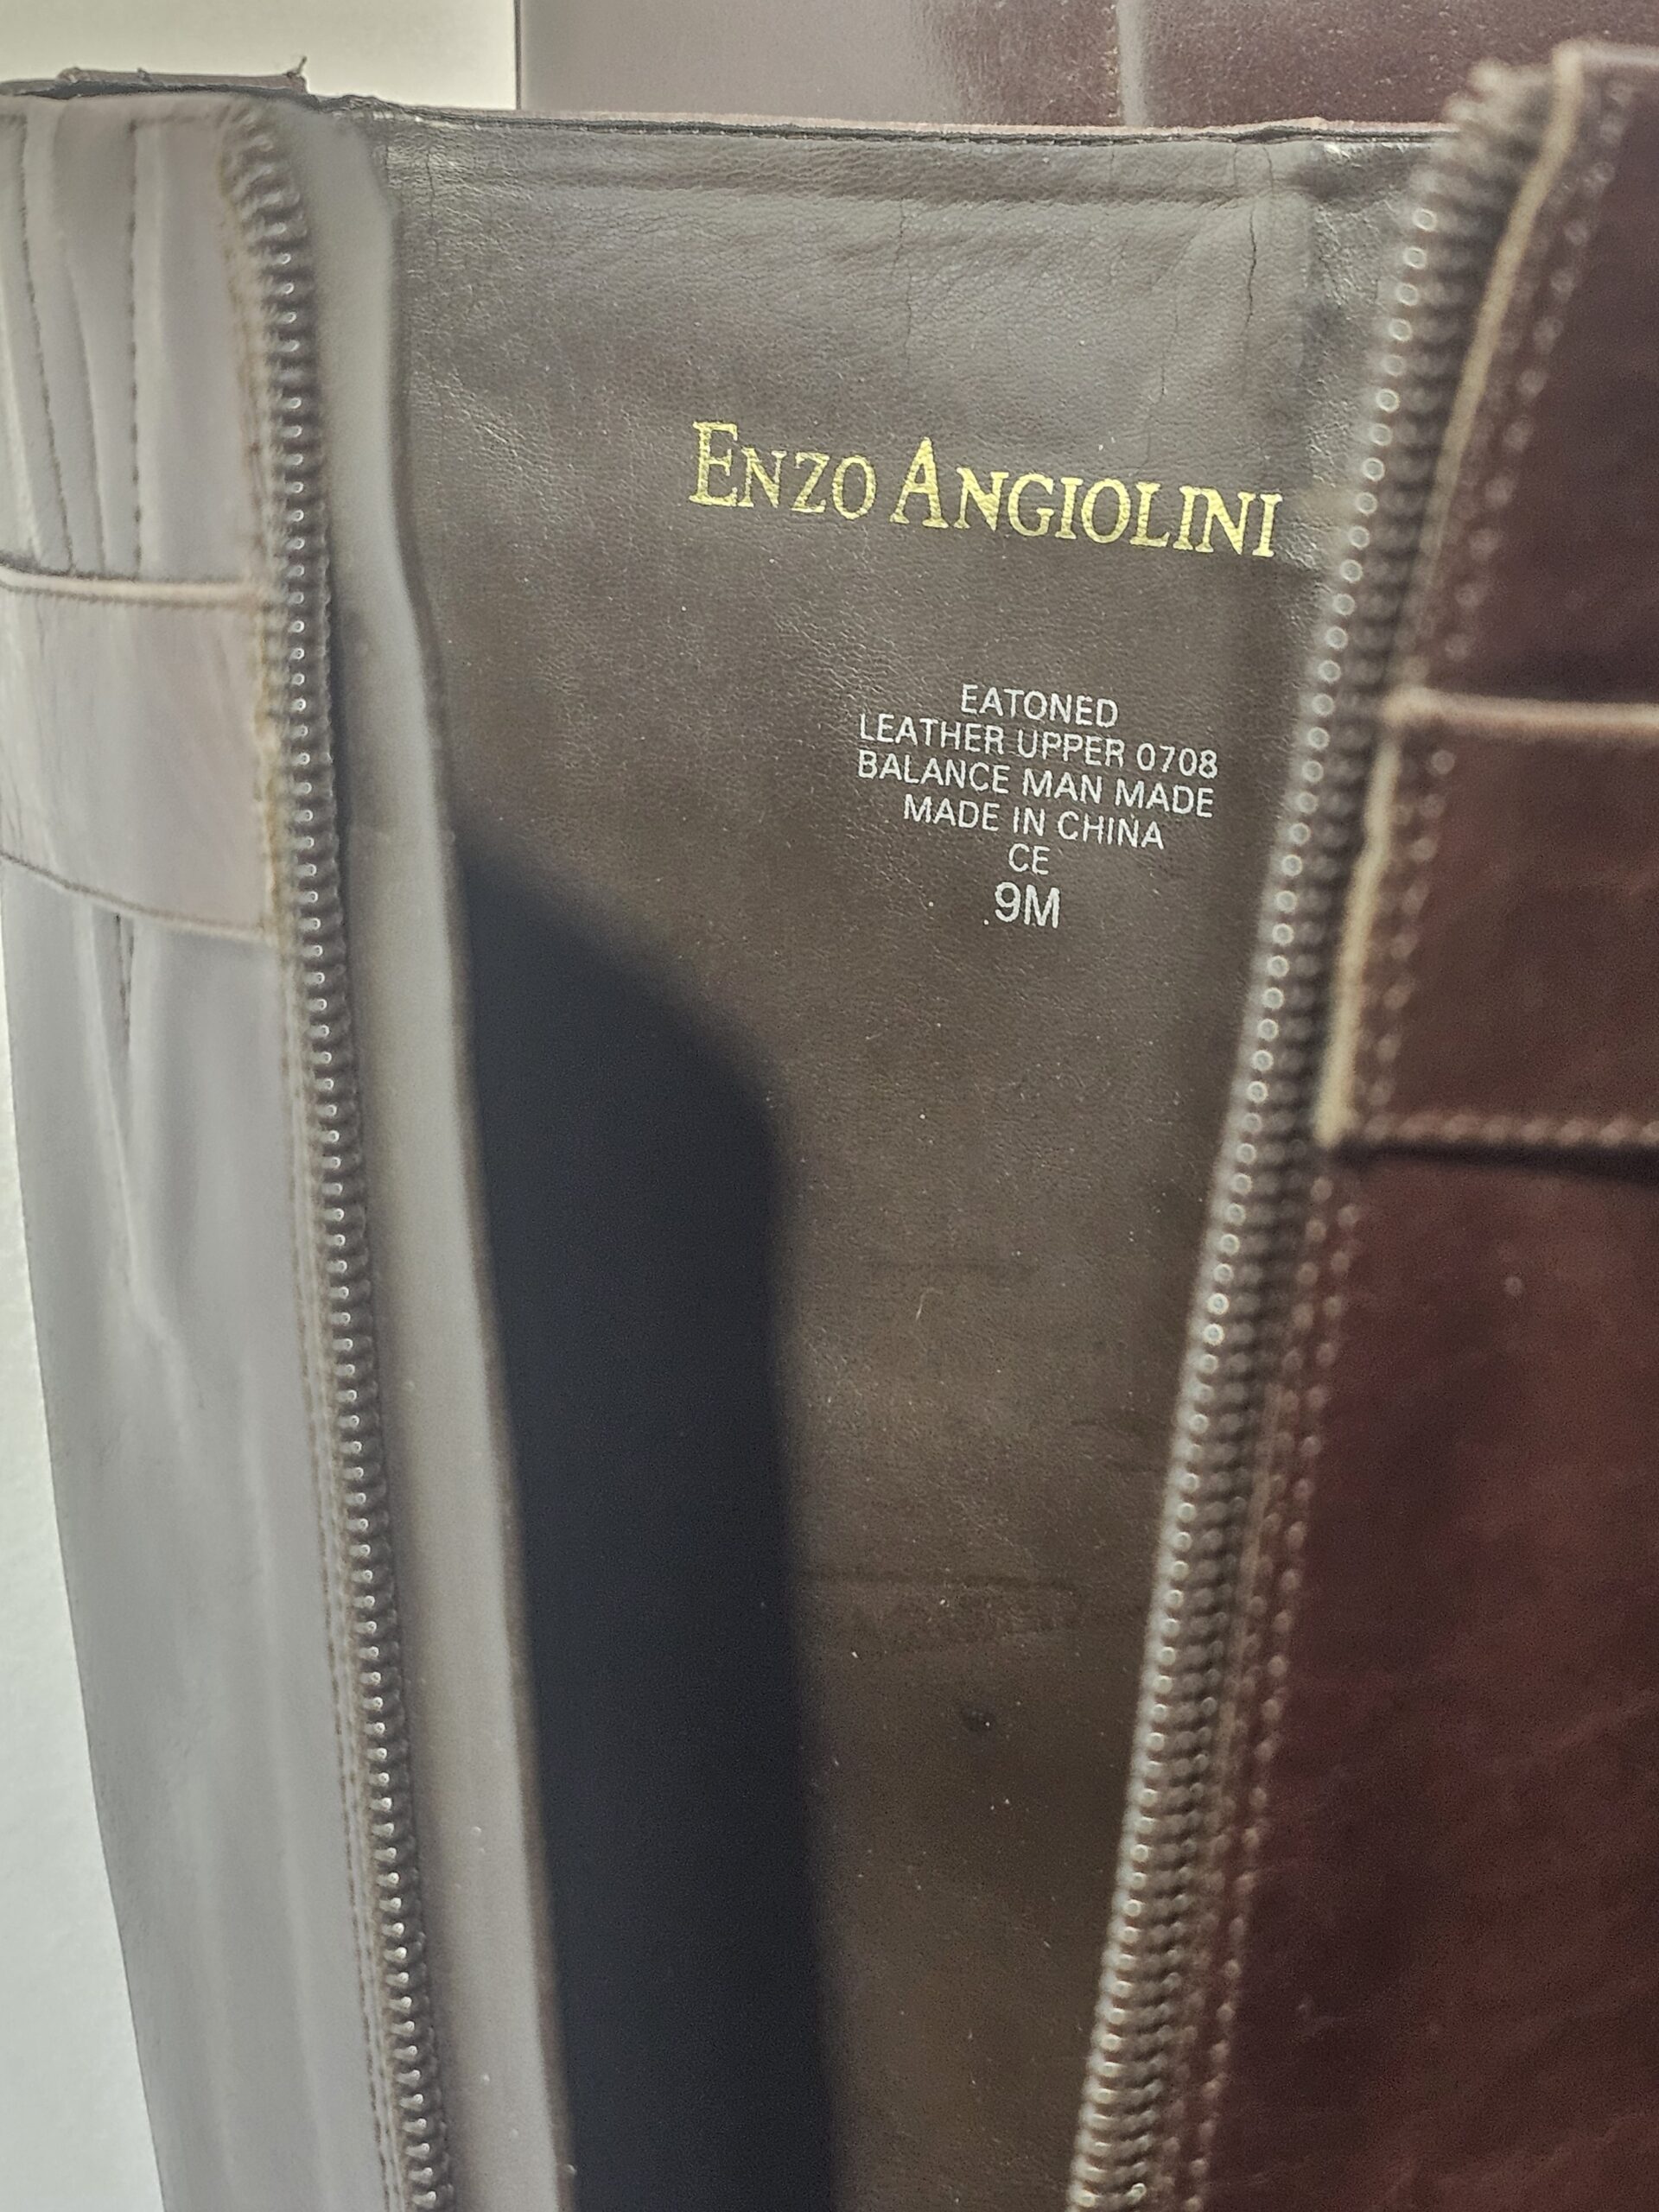 ENZO ANGIOLINI
EATONED
LEATHER UPPER 0708
BALANCE MAN MADE
MADE IN CHINA
CE
9M